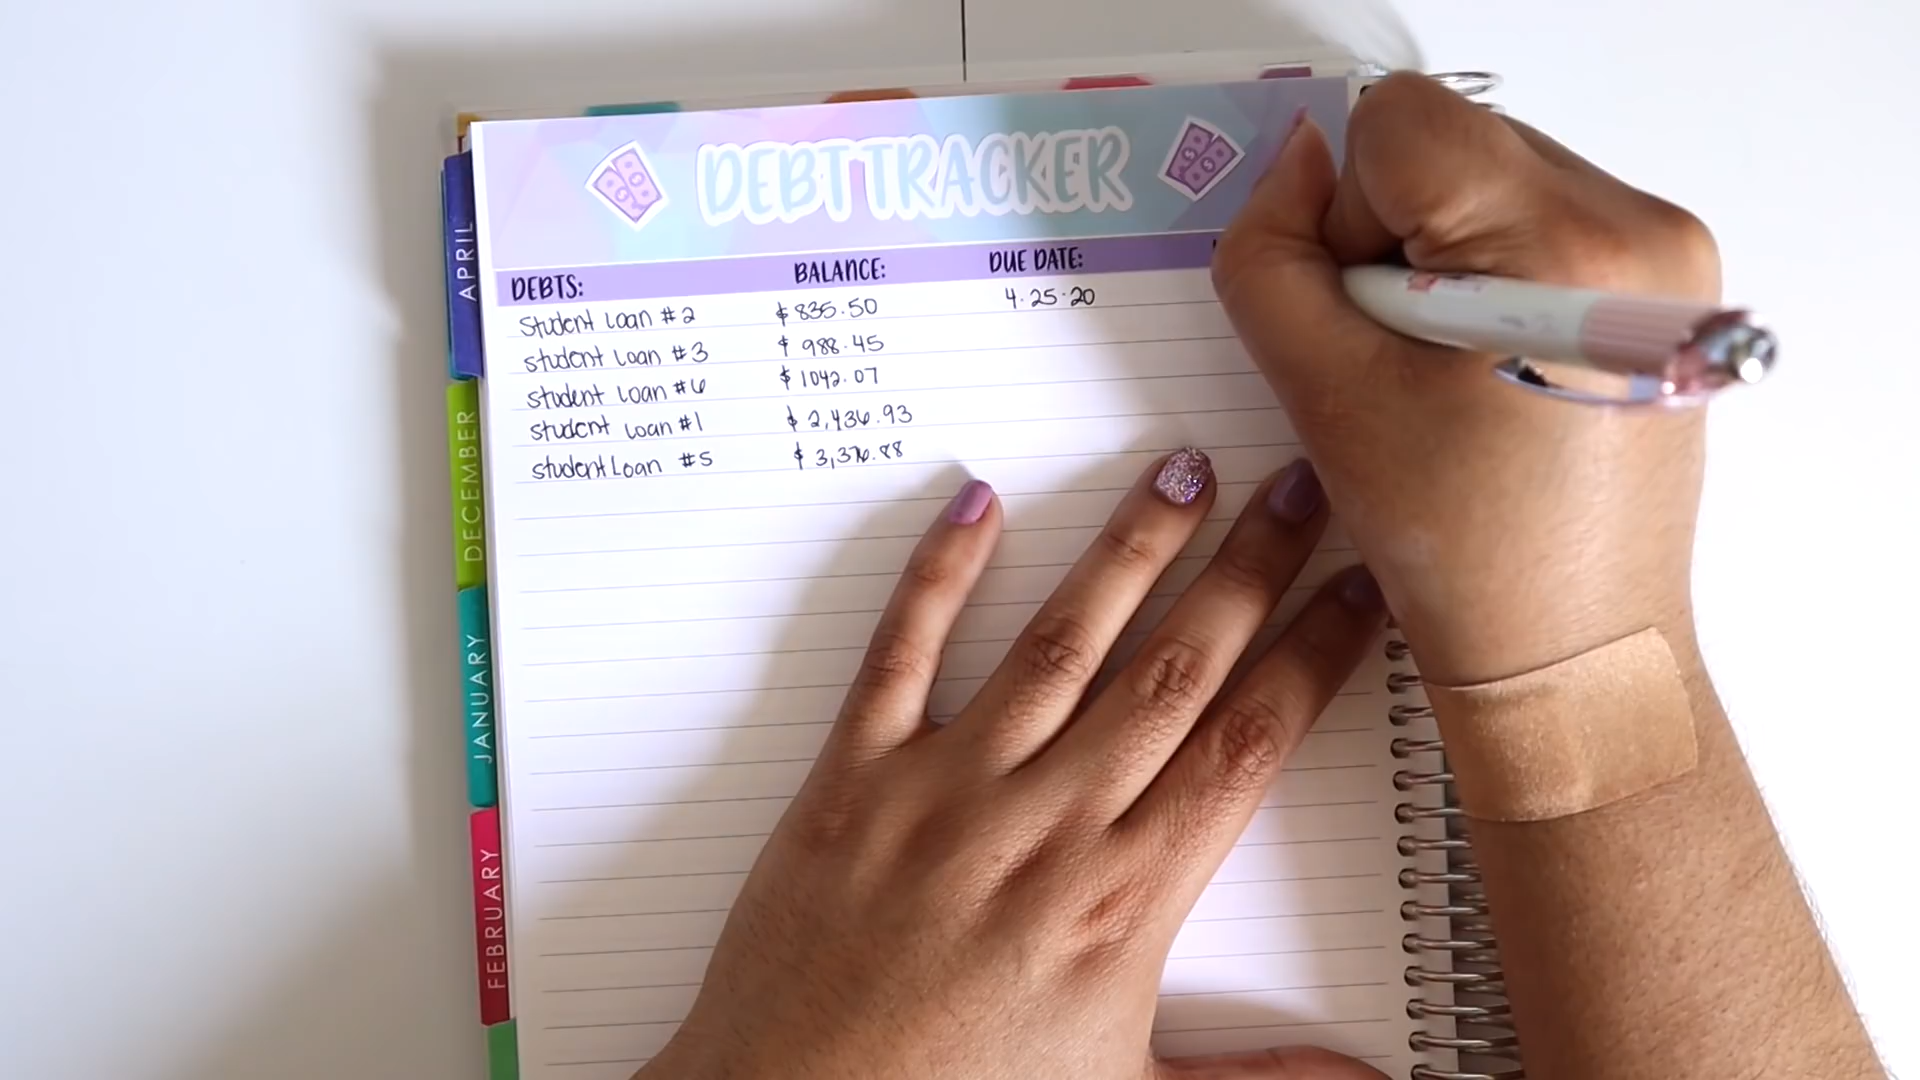 DEBT TRACKER
DEBTS: BALANCE: DUE DATE:
Student Loan #2 $835.50 4.25.20
Student Loan #3 $988.45
Student Loan #6 $1042.07
Student Loan #1 $2,436.93
Student Loan #5 $3,376.88
APRIL
DECEMBER
JANUARY
FEBRUARY